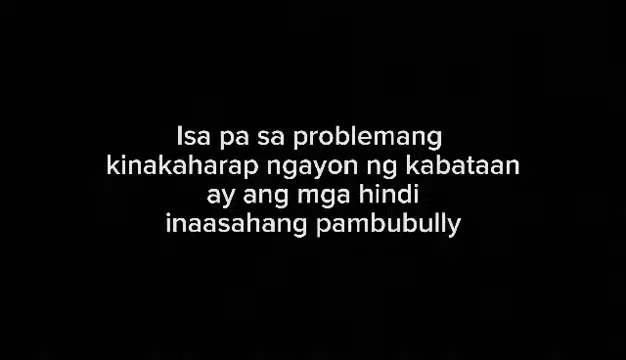 Isa pa sa problemang
kinakaharap ngayon ng kabataan
ay ang mga hindi
inaasahang pambubully